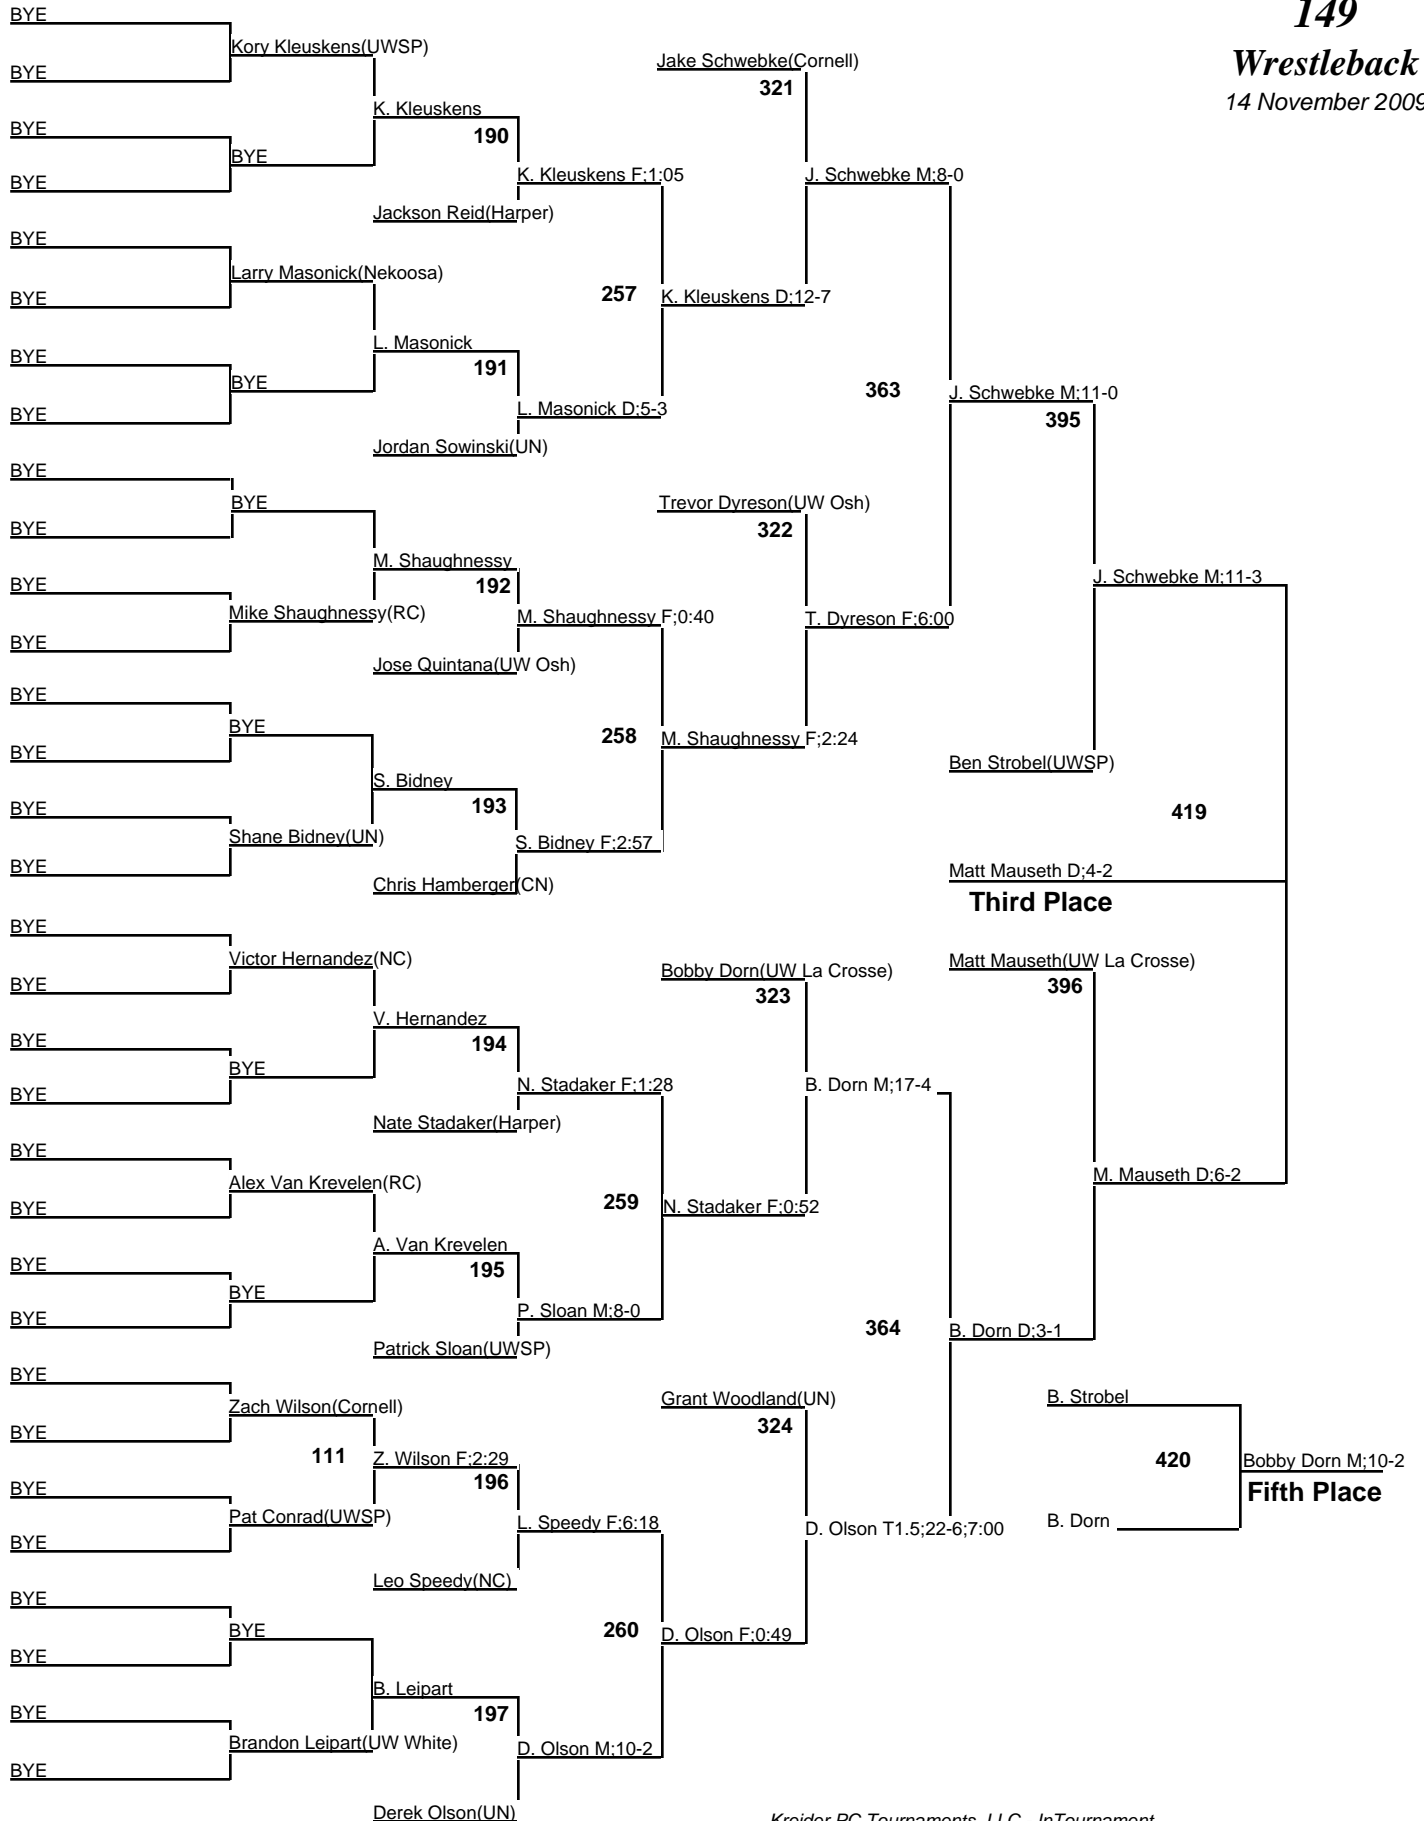 149
Wrestleback
14 November 2009
BYE
Kory Kleuskens(UWSP)
BYE
Jake Schwebke(Cornell)
321
K. Kleuskens
BYE
190
BYE
BYE
K. Kleuskens F;1:05
J. Schwebke M;8-0
Jackson Reid(Harper)
BYE
Larry Masonick(Nekoosa)
BYE
257
K. Kleuskens D;12-7
L. Masonick
BYE
191
BYE
363
J. Schwebke M;11-0
BYE
L. Masonick D;5-3
395
Jordan Sowinski(UN)
BYE
BYE
Trevor Dyreson(UW Osh)
BYE
322
M. Shaughnessy
J. Schwebke M;11-3
BYE
192
Mike Shaughnessy(RC)
M. Shaughnessy F;0:40
T. Dyreson F;6:00
BYE
Jose Quintana(UW Osh)
BYE
BYE
258
M. Shaughnessy F;2:24
BYE
Ben Strobel(UWSP)
S. Bidney
BYE
193
419
Shane Bidney(UN)
S. Bidney F;2:57
BYE
Matt Mauseth D;4-2
Chris Hamberger(CN)
Third Place
BYE
Victor Hernandez(NC)
Bobby Dorn(UW La Crosse)
Matt Mauseth(UW La Crosse)
BYE
323
396
V. Hernandez
BYE
194
BYE
N. Stadaker F;1:28
B. Dorn M;17-4
BYE
Nate Stadaker(Harper)
BYE
Alex Van Krevelen(RC)
M. Mauseth D;6-2
BYE
259
N. Stadaker F;0:52
A. Van Krevelen
BYE
195
BYE
BYE
P. Sloan M;8-0
364
B. Dorn D;3-1
Patrick Sloan(UWSP)
BYE
Zach Wilson(Cornell)
Grant Woodland(UN)
B. Strobel
BYE
324
111
Z. Wilson F;2:29
420
Bobby Dorn M;10-2
BYE
196
Fifth Place
Pat Conrad(UWSP)
L. Speedy F;6:18
D. Olson T1.5;22-6;7:00
B. Dorn
BYE
Leo Speedy(NC)
BYE
BYE
260
D. Olson F;0:49
BYE
B. Leipart
BYE
197
Brandon Leipart(UW White)
D. Olson M;10-2
BYE
Derek Olson(UN)
Kreider PC Tournaments, LLC - InTournament